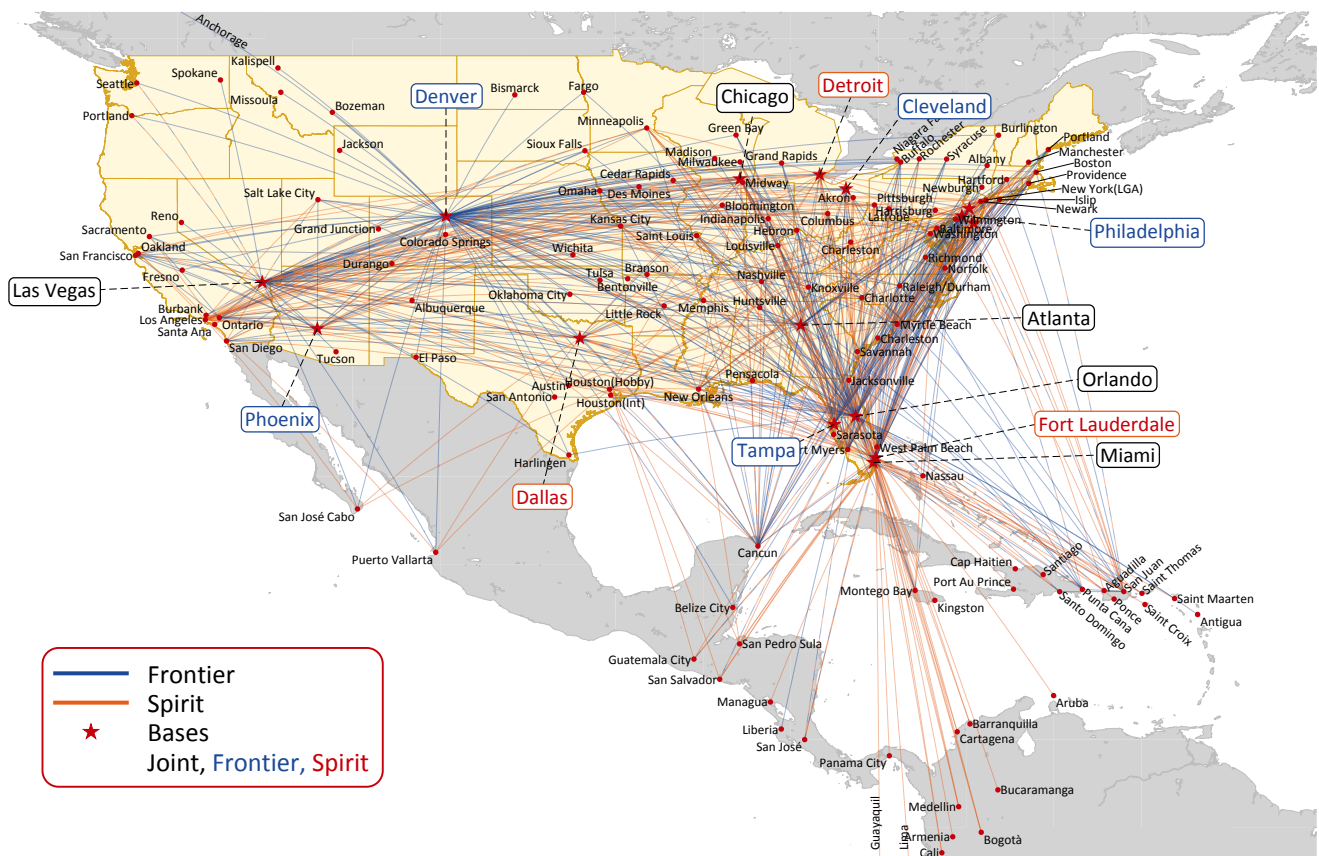 Anchorage
Kalispell
Spokane
Seattle
Missoula
Bozeman
Portland
Jackson
Denver
Bismarck
Fargo
Minneapolis
Sioux Falls
Chicago
Detroit
Cleveland
Green Bay
Madison
Milwaukee
Grand Rapids
Midway
Buffalo
Rochester
Syracuse
Burlington
Portland
Manchester
Boston
Providence
Albany
Hartford
Newburgh
New York(LGA)
Islip
Newark
Philadelphia
Salt Lake City
Reno
Sacramento
Oakland
San Francisco
Fresno
Grand Junction
Colorado Springs
Durango
Omaha
Cedar Rapids
Des Moines
Kansas City
Saint Louis
Bloomington
Indianapolis
Hebron
Louisville
Columbus
Akron
Pittsburgh
Latrobe
Harrisburg
Wilmington
Baltimore
Washington
Charleston
Richmond
Norfolk
Raleigh/Durham
Charlotte
Knoxville
Nashville
Huntsville
Memphis
Little Rock
Branson
Bentonville
Tulsa
Wichita
Oklahoma City
Albuquerque
Las Vegas
Burbank
Los Angeles
Santa Ana
Ontario
San Diego
Tucson
El Paso
Phoenix
Atlanta
Myrtle Beach
Charleston
Savannah
Jacksonville
Pensacola
New Orleans
Houston(Hobby)
Houston(Int)
Austin
San Antonio
Harlingen
Dallas
Orlando
Fort Lauderdale
Miami
Tampa
Sarasota
West Palm Beach
rt Myers
Nassau
San José Cabo
Puerto Vallarta
Cancun
Belize City
Guatemala City
San Pedro Sula
San Salvador
Managua
Liberia
San José
Panama City
Montego Bay
Kingston
Cap Haitien
Port Au Prince
Santiago
Santo Domingo
Punta Cana
Aguadilla
Ponce
San Juan
Saint Thomas
Saint Croix
Saint Maarten
Antigua
Aruba
Barranquilla
Cartagena
Bucaramanga
Medellin
Armenia
Bogotà
Cali
Guayaquil
Lima
Frontier
Spirit
Bases
Joint, Frontier, Spirit